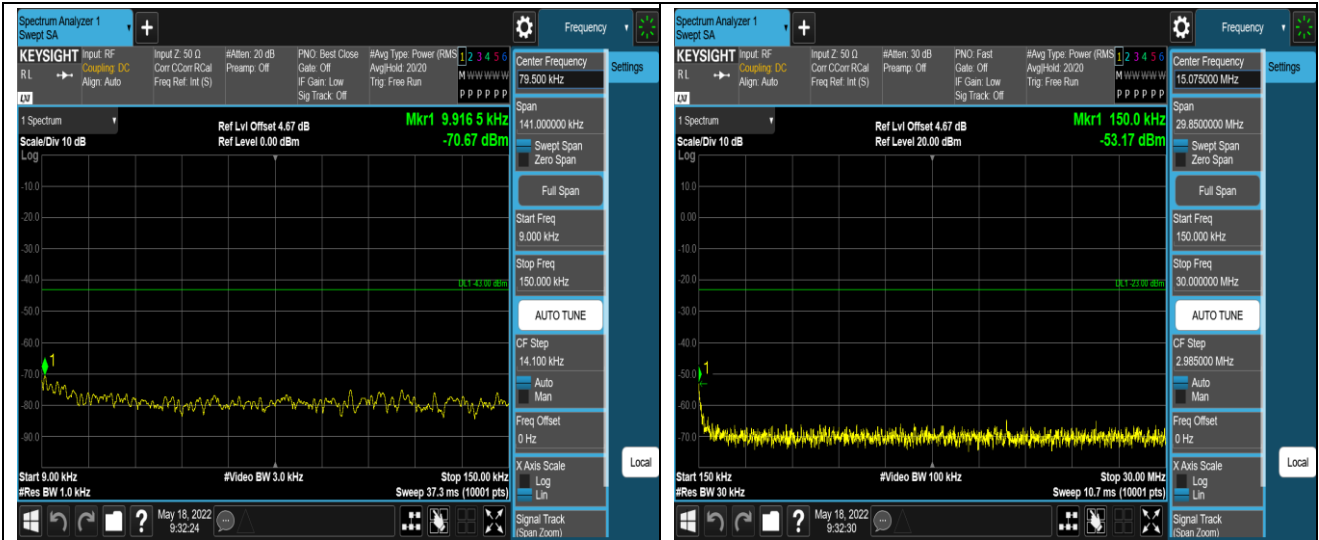 Spectrum Analyzer 1
Swept SA
+
Frequency
KEYSIGHT
RL
Input: RF
Coupling: DC
Align: Auto
Input Z: 50 Ω
Corr CCorr RCal
Freq Ref: Int (S)
#Atten: 20 dB
Preamp: Off
PNO: Best Close
Gate: Off
IF Gain: Low
Sig Track: Off
#Avg Type: Power (RMS
Avg|Hold: 20/20
Trig: Free Run
1 2 3 4 5 6
M W W W W W
P P P P P P
LXI
1 Spectrum
Scale/Div 10 dB
Log
Ref Lvl Offset 4.67 dB
Ref Level 0.00 dBm
Mkr1 9.916 5 kHz
-70.67 dBm
-10.0
-20.0
-30.0
-40.0
DL1 -43.00 dBm
-50.0
-60.0
1
-70.0
-80.0
-90.0
Start 9.00 kHz
#Res BW 1.0 kHz
#Video BW 3.0 kHz
Stop 150.00 kHz
Sweep 37.3 ms (10001 pts)
Center Frequency
79.500 kHz
Span
141.000000 kHz
Swept Span
Zero Span
Full Span
Start Freq
9.000 kHz
Stop Freq
150.000 kHz
AUTO TUNE
CF Step
14.100 kHz
Auto
Man
Freq Offset
0 Hz
X Axis Scale
Log
Lin
Signal Track
(Span Zoom)
Settings
Local
?
May 18, 2022
9:32:24
Spectrum Analyzer 1
Swept SA
+
Frequency
KEYSIGHT
RL
Input: RF
Coupling: DC
Align: Auto
Input Z: 50 Ω
Corr CCorr RCal
Freq Ref: Int (S)
#Atten: 30 dB
Preamp: Off
PNO: Fast
Gate: Off
IF Gain: Low
Sig Track: Off
#Avg Type: Power (RMS
Avg|Hold: 20/20
Trig: Free Run
1 2 3 4 5 6
M W W W W W
P P P P P P
LXI
1 Spectrum
Scale/Div 10 dB
Log
Ref Lvl Offset 4.67 dB
Ref Level 20.00 dBm
Mkr1 150.0 kHz
-53.17 dBm
10.0
0.00
-10.0
-20.0
DL1 -23.00 dBm
-30.0
-40.0
1
-50.0
-60.0
-70.0
Start 150 kHz
#Res BW 30 kHz
#Video BW 100 kHz
Stop 30.00 MHz
Sweep 10.7 ms (10001 pts)
Center Frequency
15.075000 MHz
Span
29.8500000 MHz
Swept Span
Zero Span
Full Span
Start Freq
150.000 kHz
Stop Freq
30.000000 MHz
AUTO TUNE
CF Step
2.985000 MHz
Auto
Man
Freq Offset
0 Hz
X Axis Scale
Log
Lin
Signal Track
(Span Zoom)
Settings
Local
?
May 18, 2022
9:32:30